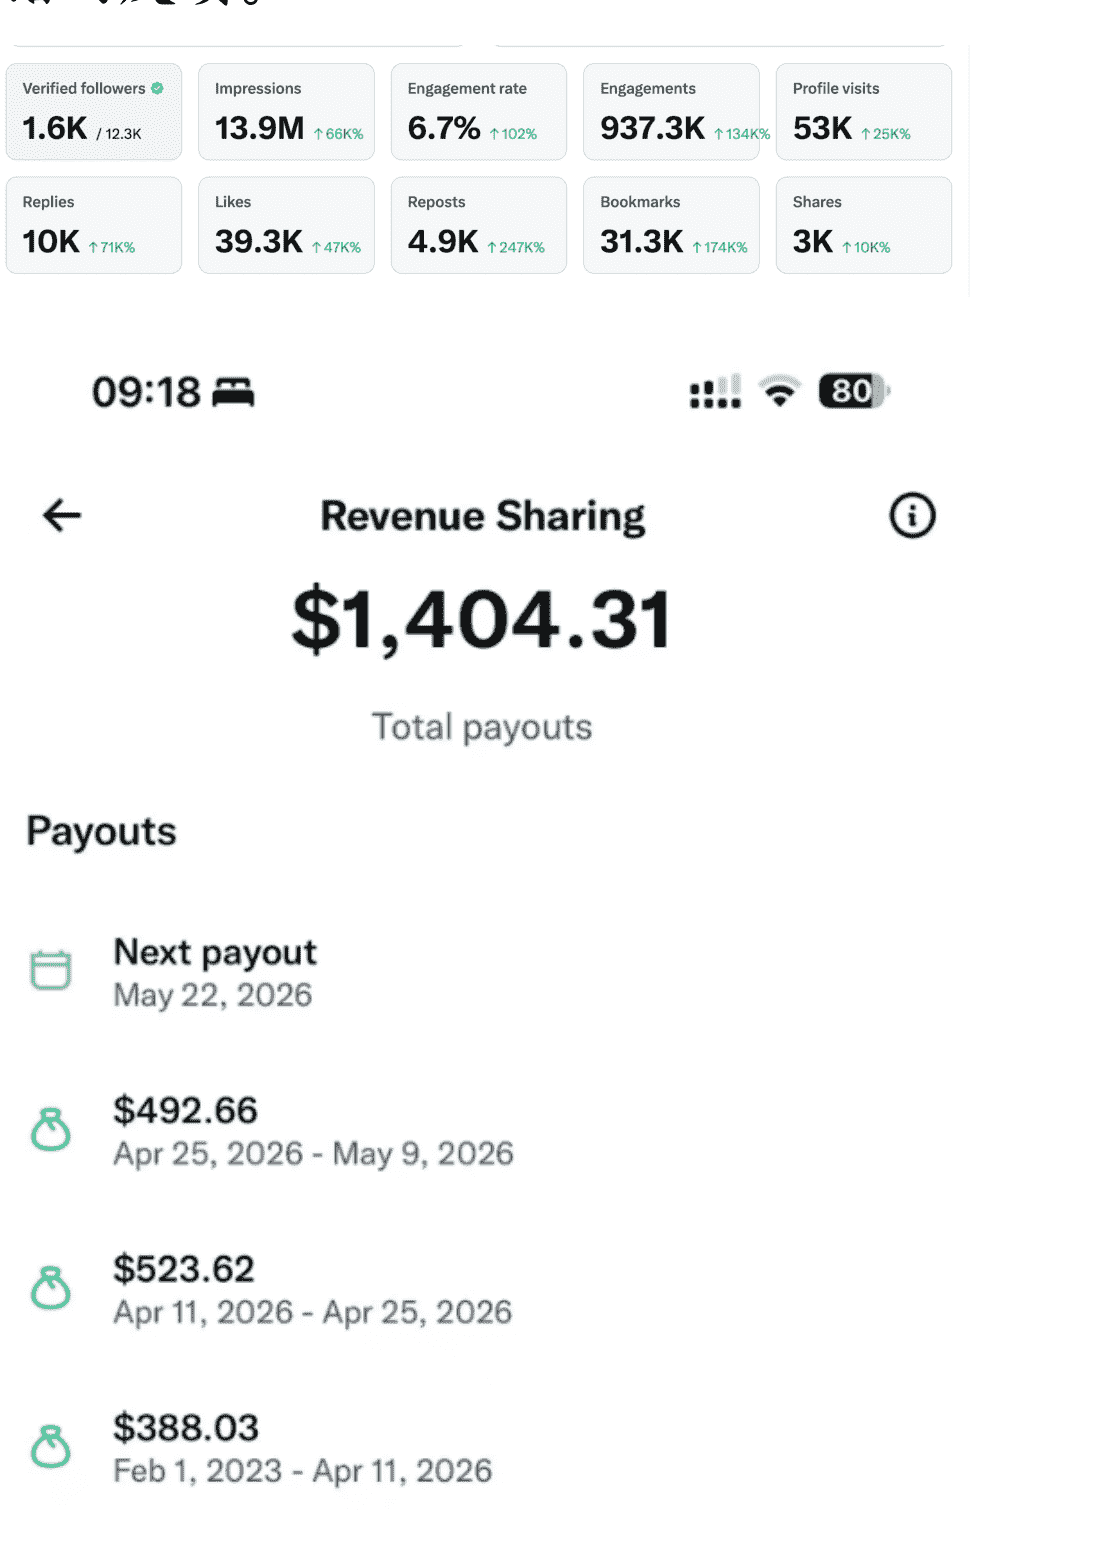 Verified followers
1.6K / 12.3K
Impressions
13.9M ↑66K%
Engagement rate
6.7% ↑102%
Engagements
937.3K ↑134K%
Profile visits
53K ↑25K%
Replies
10K ↑71K%
Likes
39.3K ↑47K%
Reposts
4.9K ↑247K%
Bookmarks
31.3K ↑174K%
Shares
3K ↑10K%
09:18
80
Revenue Sharing
$1,404.31
Total payouts
Payouts
Next payout
May 22, 2026
$492.66
Apr 25, 2026 - May 9, 2026
$523.62
Apr 11, 2026 - Apr 25, 2026
$388.03
Feb 1, 2023 - Apr 11, 2026